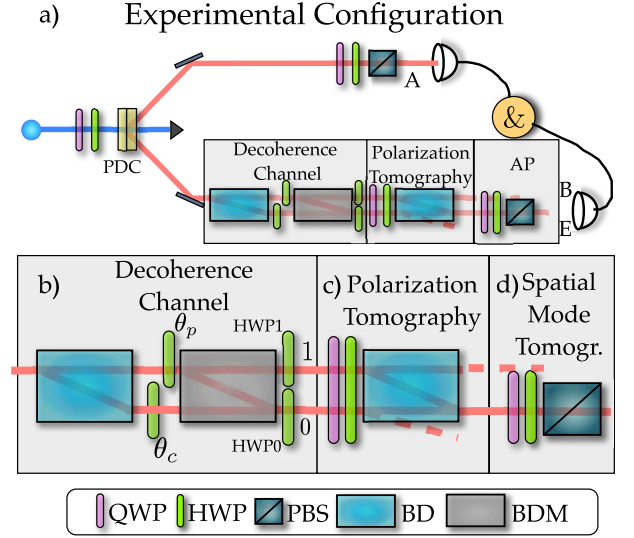 a) Experimental Configuration
A
&
PDC
Decoherence
Channel
Polarization
Tomography
AP
B
E
b) Decoherence
Channel
θp
HWP1
1
θc
HWP0
0
c) Polarization
Tomography
d) Spatial
Mode
Tomogr.
QWP HWP PBS BD BDM